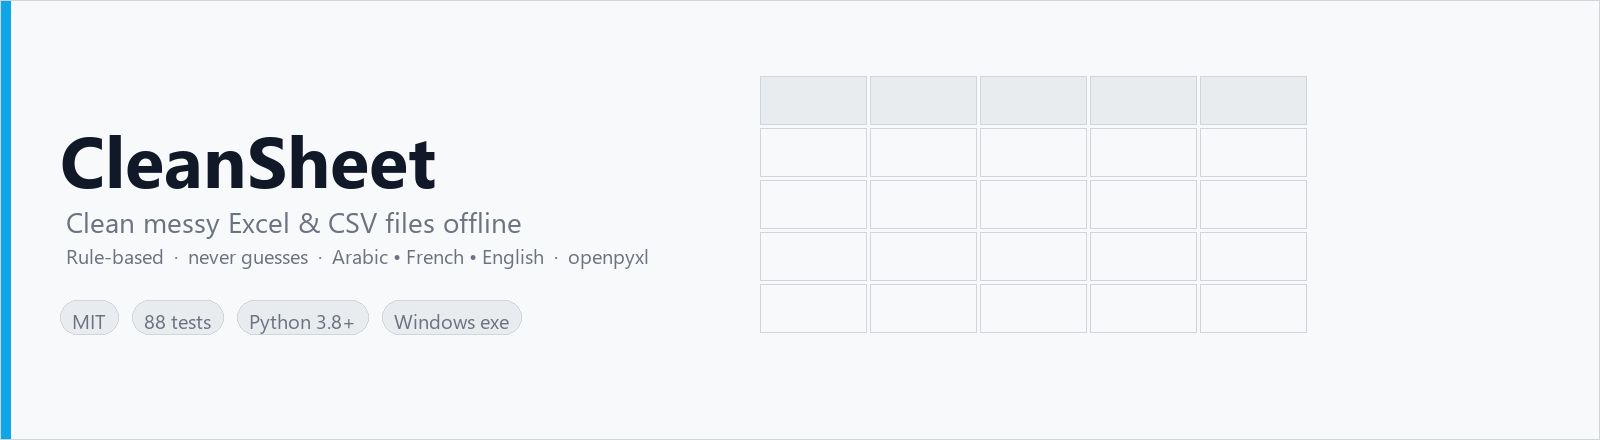 CleanSheet
Clean messy Excel & CSV files offline
Rule-based · never guesses · Arabic • French • English · openpyxl
MIT 88 tests Python 3.8+ Windows exe